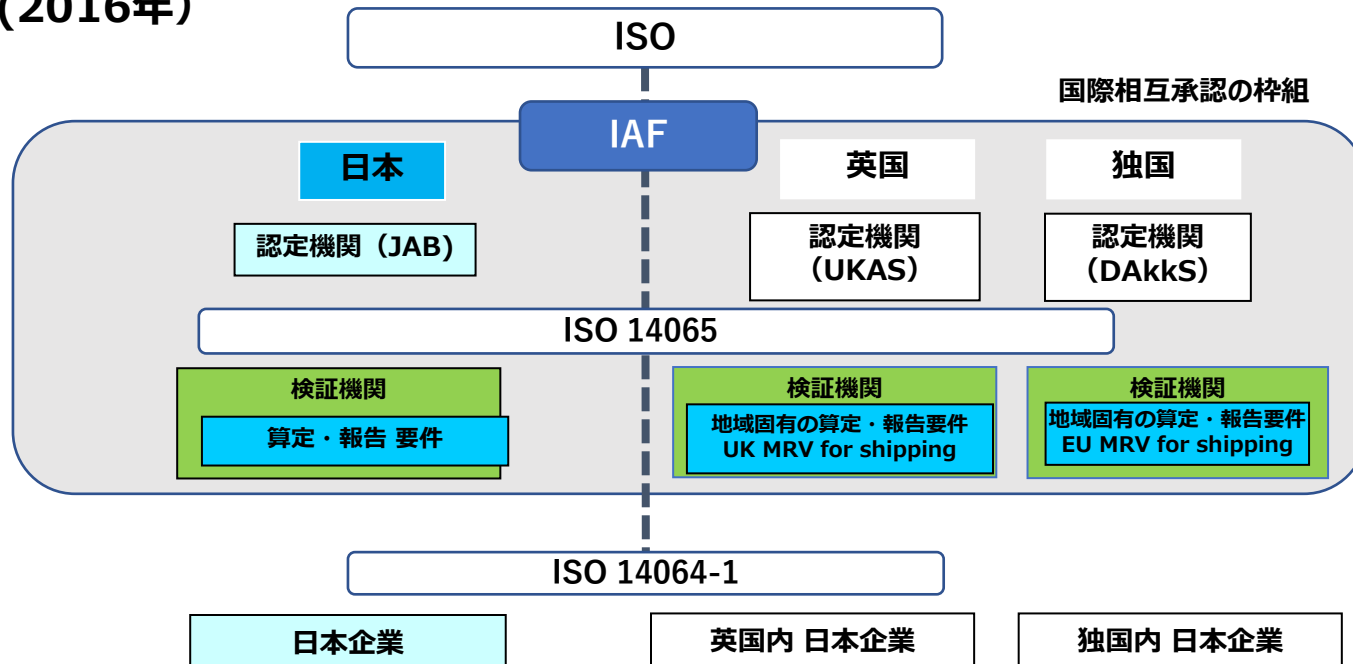 (2016年）
ISO
国際相互承認の枠組
IAF
日本
英国
独国
認定機関（JAB)
認定機関
（UKAS）
認定機関
（DAkkS）
ISO 14065
検証機関
算定・報告 要件
検証機関
地域固有の算定・報告要件
UK MRV for shipping
検証機関
地域固有の算定・報告要件
EU MRV for shipping
ISO 14064-1
日本企業
英国内 日本企業
独国内 日本企業